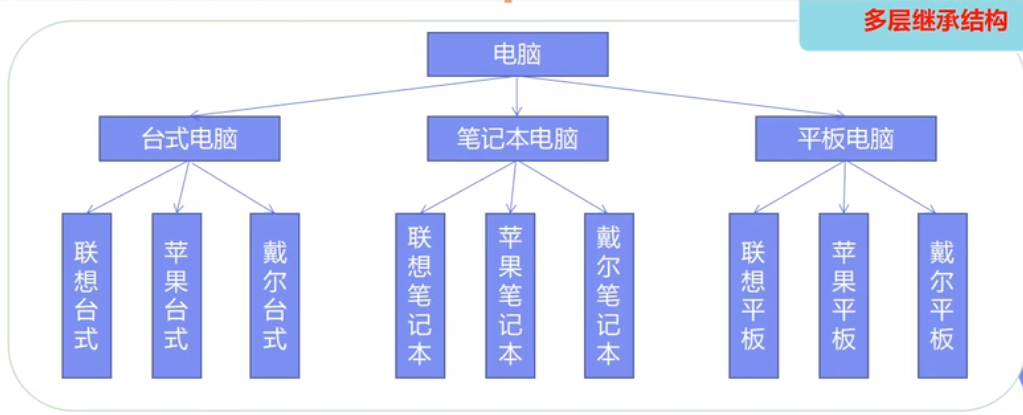 多层继承结构
电脑
台式电脑
笔记本电脑
平板电脑
联想台式
苹果台式
戴尔台式
联想笔记本
苹果笔记本
戴尔笔记本
联想平板
苹果平板
戴尔平板